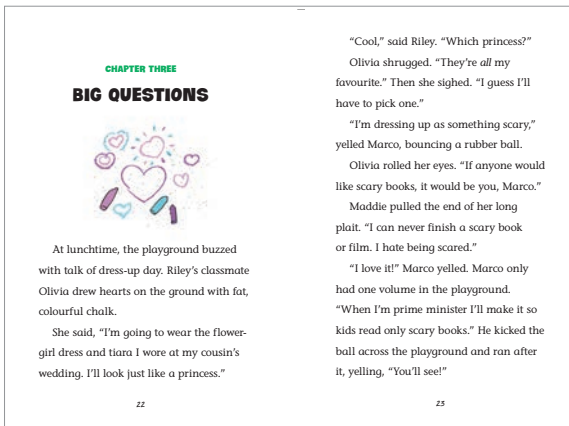 CHAPTER THREE
BIG QUESTIONS
At lunchtime, the playground buzzed
with talk of dress-up day. Riley’s classmate
Olivia drew hearts on the ground with fat,
colourful chalk.
She said, “I’m going to wear the flower-
girl dress and tiara I wore at my cousin’s
wedding. I’ll look just like a princess.”
22
“Cool,” said Riley. “Which princess?”
Olivia shrugged. “They’re all my
favourite.” Then she sighed. “I guess I’ll
have to pick one.”
“I’m dressing up as something scary,”
yelled Marco, bouncing a rubber ball.
Olivia rolled her eyes. “If anyone would
like scary books, it would be you, Marco.”
Maddie pulled the end of her long
plait. “I can never finish a scary book
or film. I hate being scared.”
“I love it!” Marco yelled. Marco only
had one volume in the playground.
“When I’m prime minister I’ll make it so
kids read only scary books.” He kicked the
ball across the playground and ran after
it, yelling, “You’ll see!”
23